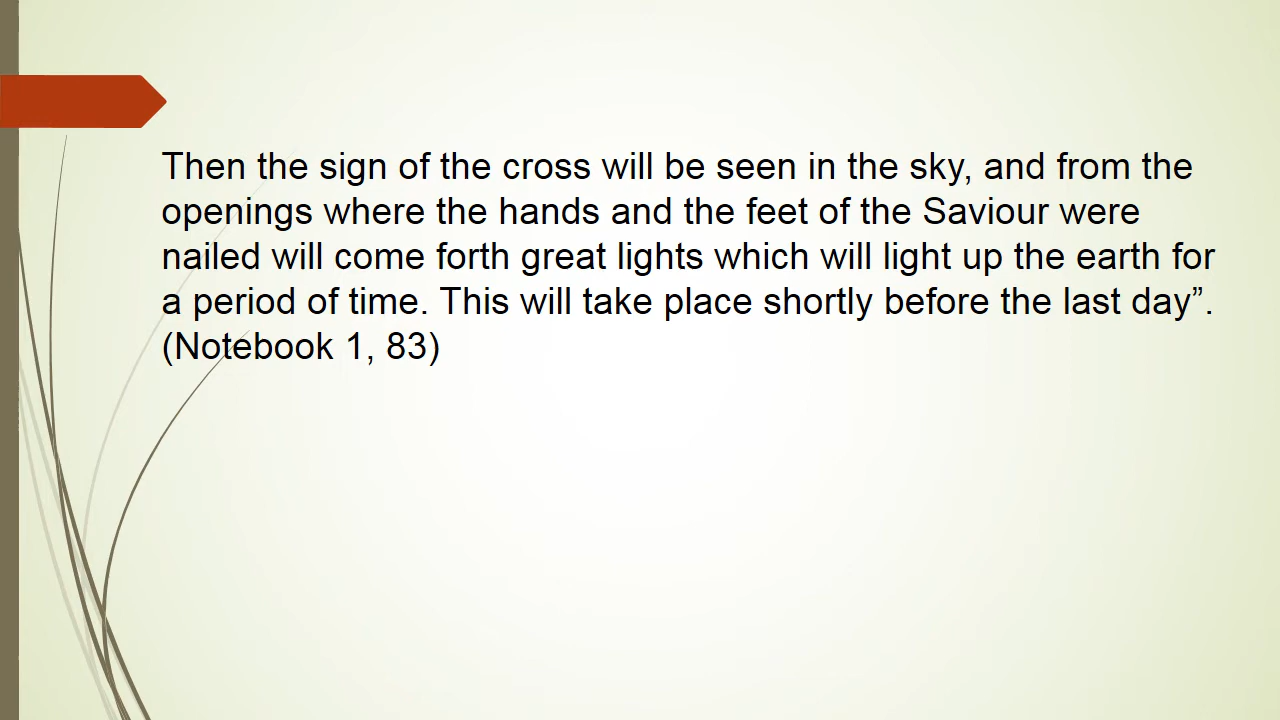 Then the sign of the cross will be seen in the sky, and from the
openings where the hands and the feet of the Saviour were
nailed will come forth great lights which will light up the earth for
a period of time. This will take place shortly before the last day”.
(Notebook 1, 83)